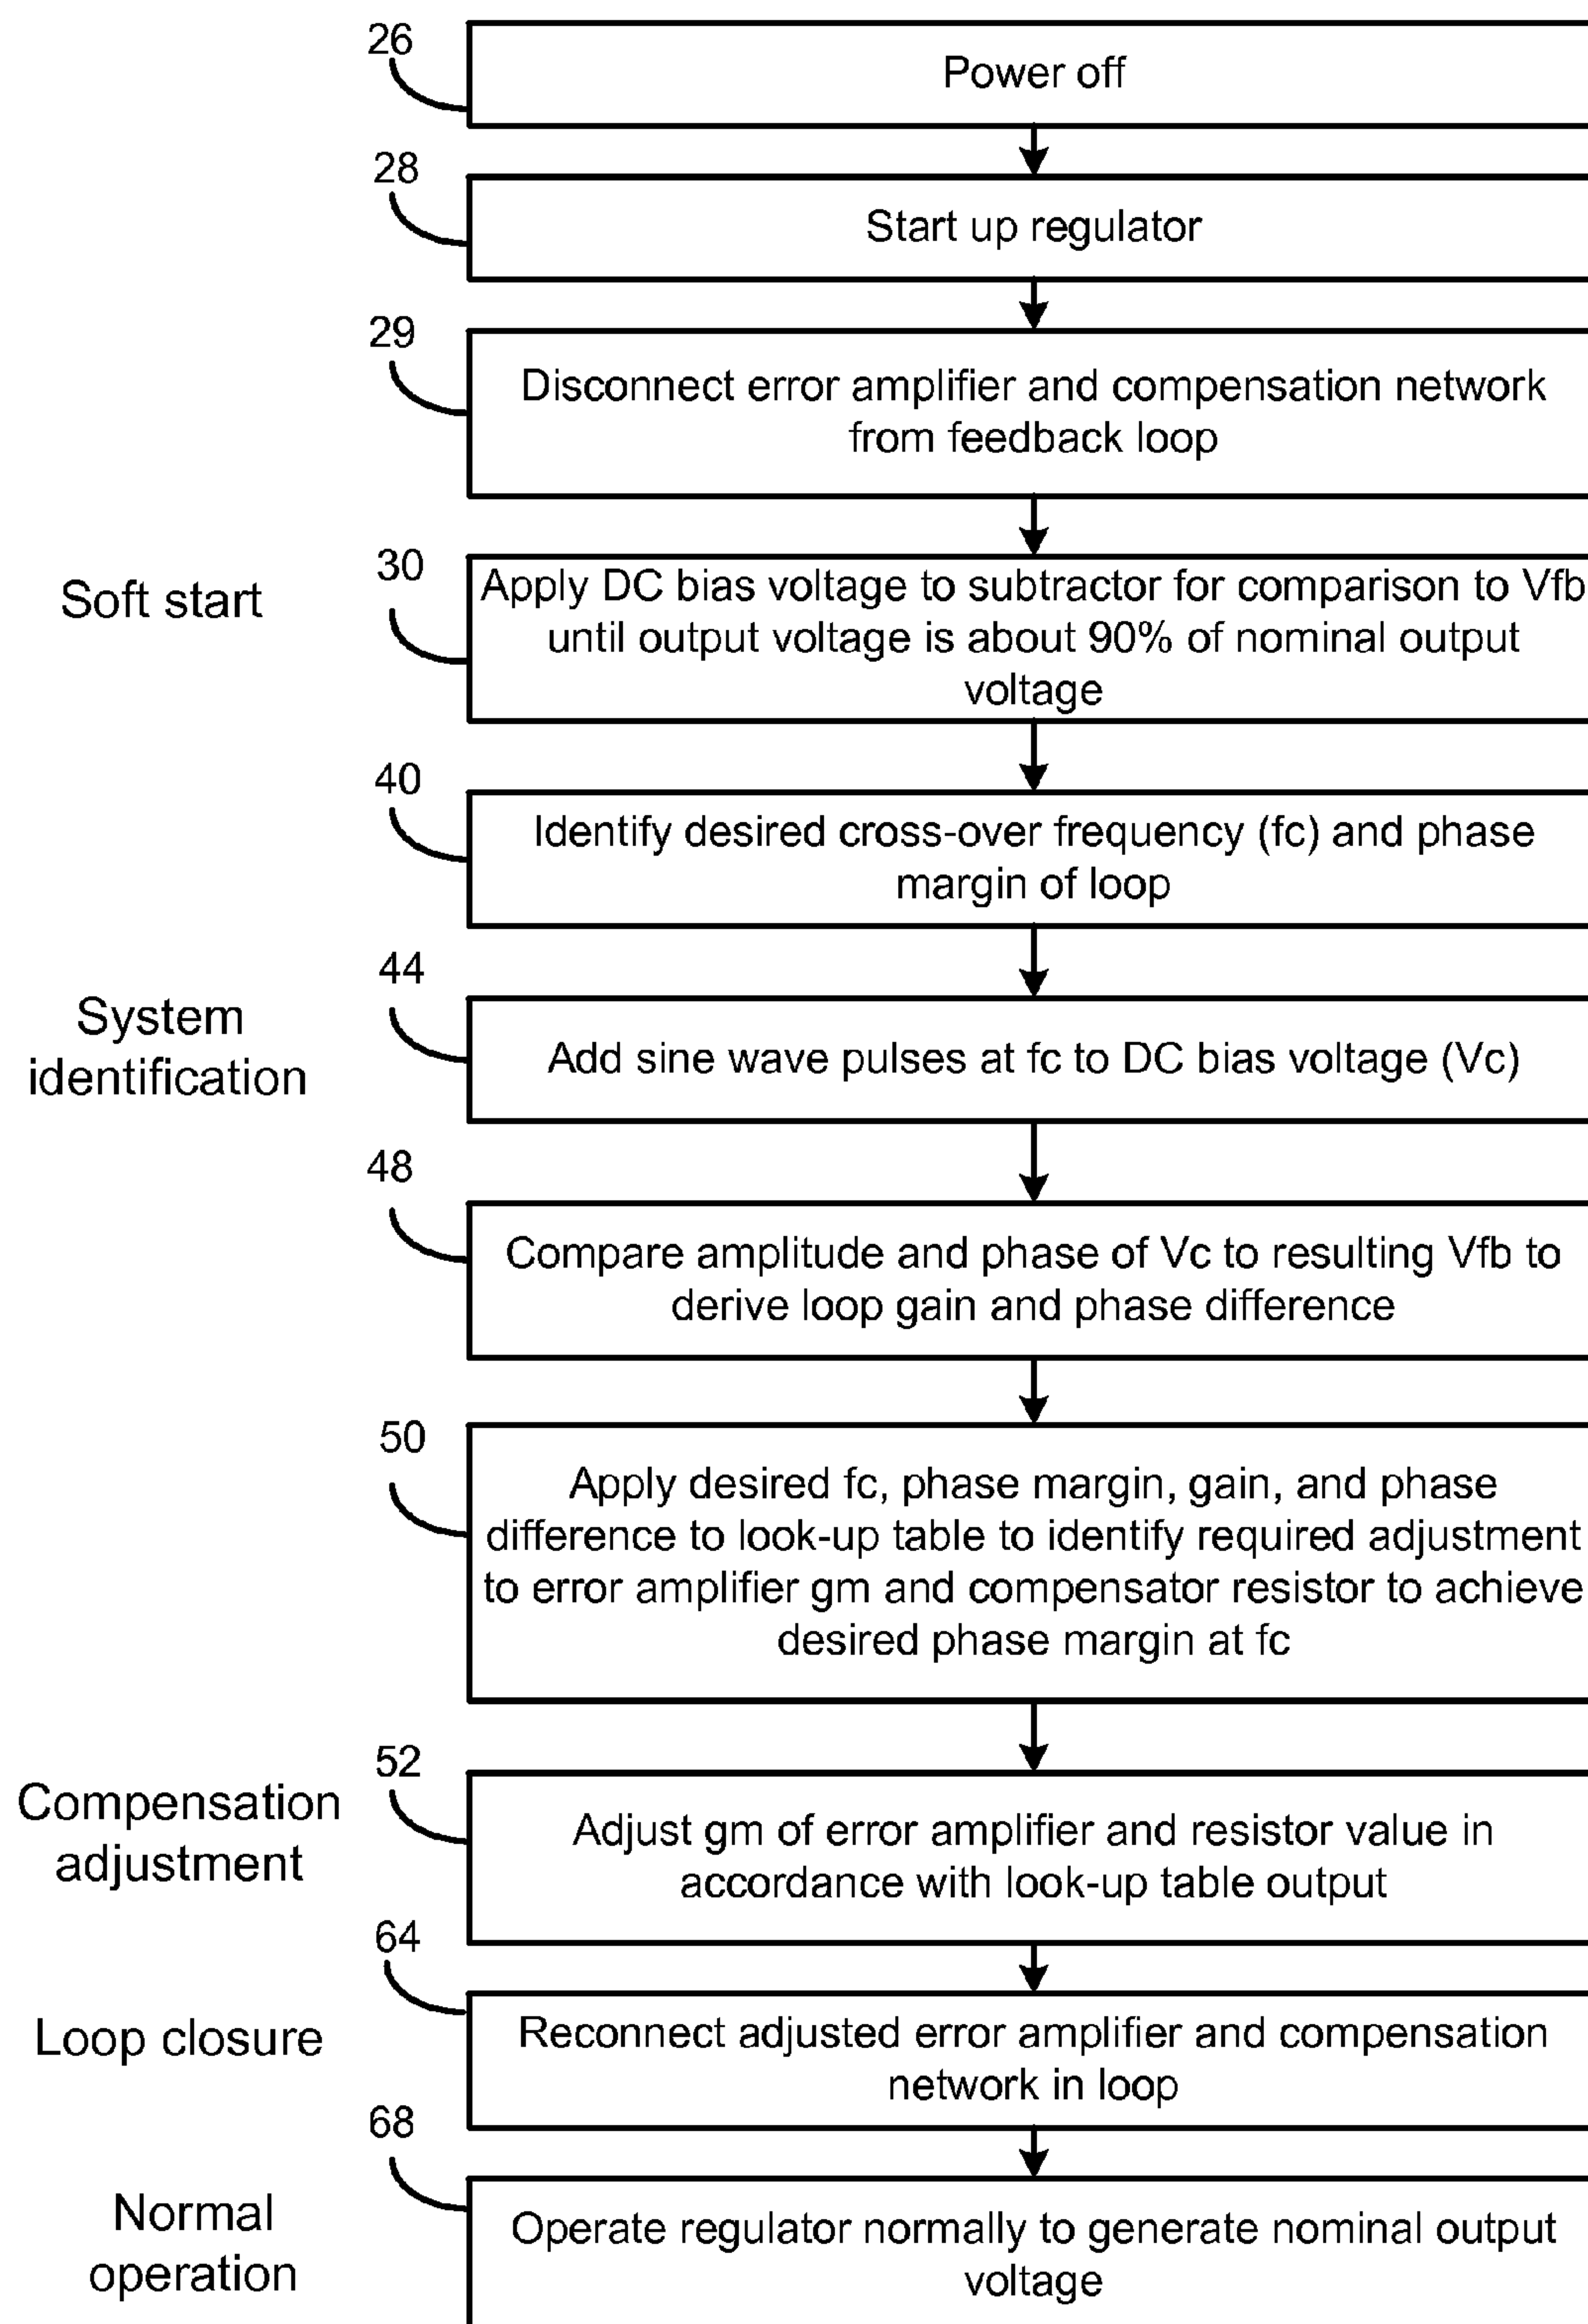 26
Power off
28
Start up regulator
29
Disconnect error amplifier and compensation network
from feedback loop
Soft start
30
Apply DC bias voltage to subtractor for comparison to Vfb
until output voltage is about 90% of nominal output
voltage
40
Identify desired cross-over frequency (fc) and phase
margin of loop
System
identification
44
Add sine wave pulses at fc to DC bias voltage (Vc)
48
Compare amplitude and phase of Vc to resulting Vfb to
derive loop gain and phase difference
50
Apply desired fc, phase margin, gain, and phase
difference to look-up table to identify required adjustment
to error amplifier gm and compensator resistor to achieve
desired phase margin at fc
Compensation
adjustment
52
Adjust gm of error amplifier and resistor value in
accordance with look-up table output
Loop closure
64
Reconnect adjusted error amplifier and compensation
network in loop
Normal
operation
68
Operate regulator normally to generate nominal output
voltage